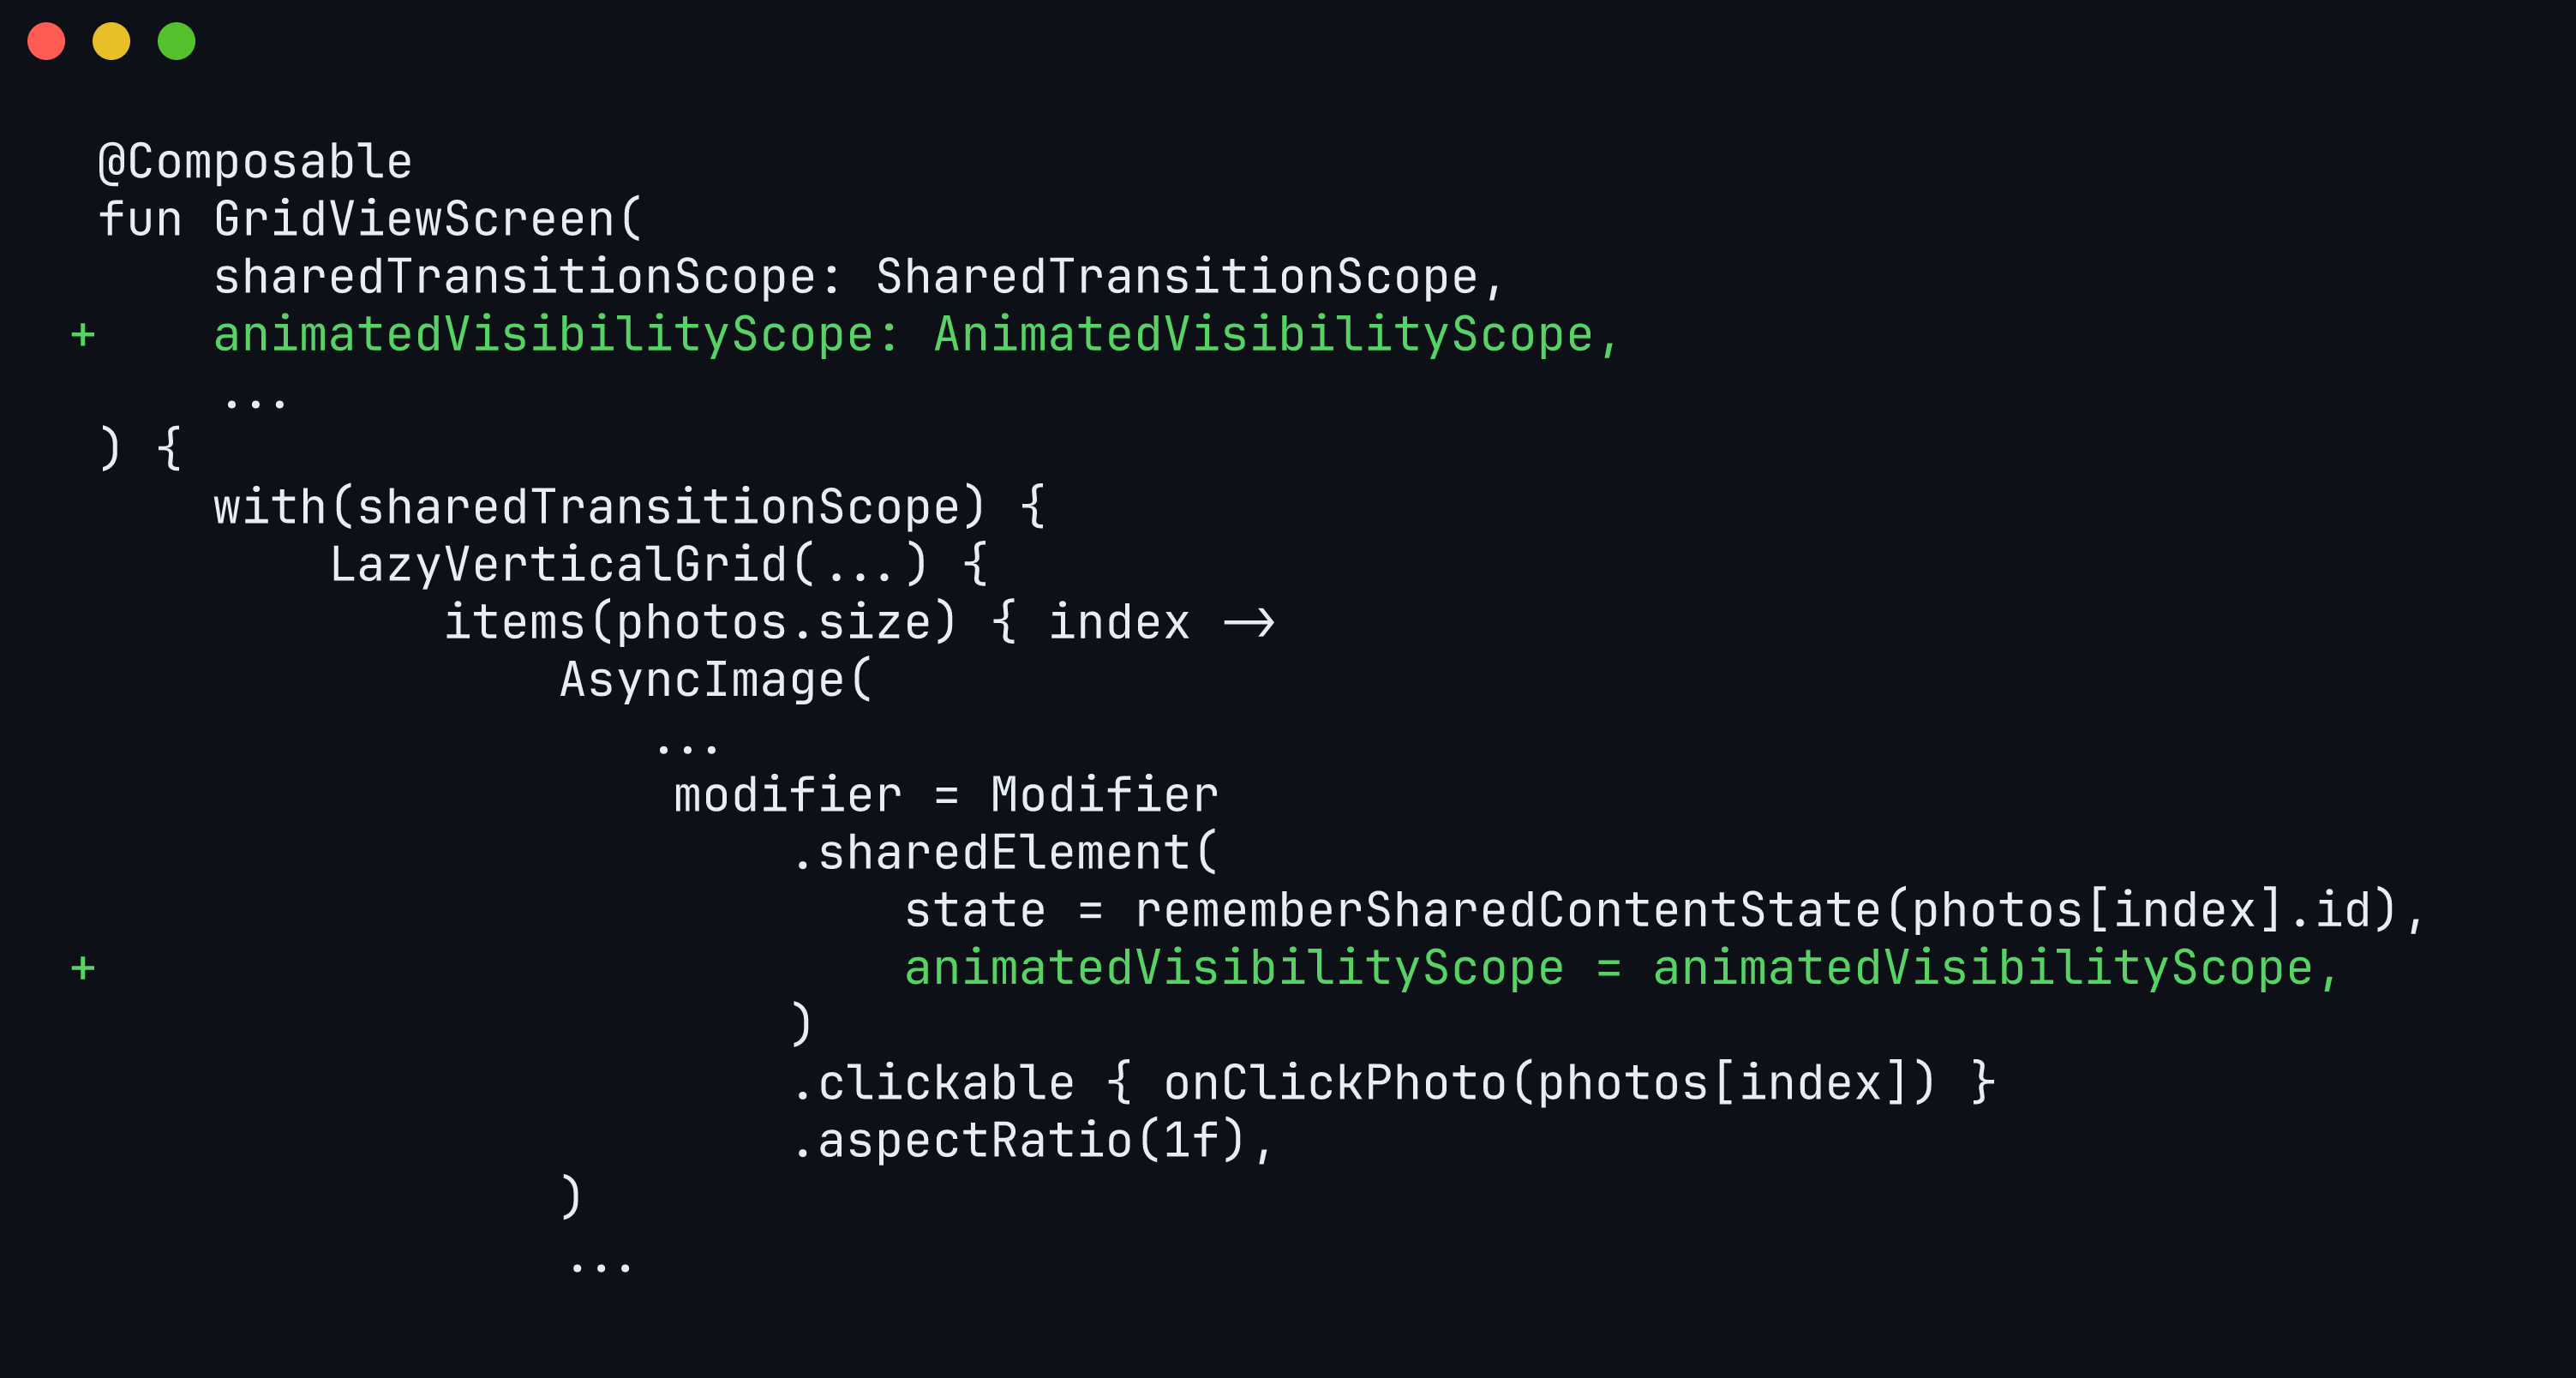 @Composable
fun GridViewScreen(
    sharedTransitionScope: SharedTransitionScope,
+    animatedVisibilityScope: AnimatedVisibilityScope,
    ...
) {
    with(sharedTransitionScope) {
        LazyVerticalGrid(...) {
            items(photos.size) { index ->
                AsyncImage(
                    ...
                    modifier = Modifier
                        .sharedElement(
                            state = rememberSharedContentState(photos[index].id),
+                            animatedVisibilityScope = animatedVisibilityScope,
                        )
                        .clickable { onClickPhoto(photos[index]) }
                        .aspectRatio(1f),
                )
                ...